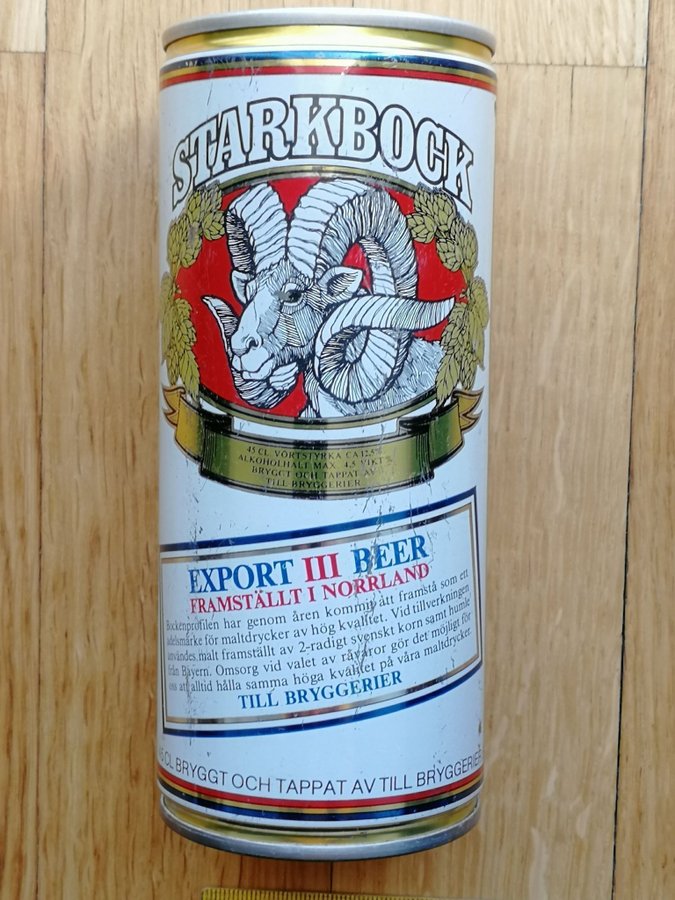 STARKBOCK
45 CL VÖRTSTYRKA CA 12,5%
ALKOHOLHALT MAX. 4,5 VIKT%
BRYGGT OCH TAPPAT AV
TILL BRYGGERIER
EXPORT III BEER
FRAMSTÄLLT I NORRLAND
Bockenprofilen har genom åren kommit att framstå som ett
adelsmärke för maltdrycker av hög kvalitet. Vid tillverkningen
användes malt framställt av 2-radigt svenskt korn samt humle
från Bayern. Omsorg vid valet av råvaror gör det möjligt för
oss att alltid hålla samma höga kvalitet på våra maltdrycker.
TILL BRYGGERIER
CL BRYGGT OCH TAPPAT AV TILL BRYGGERIER